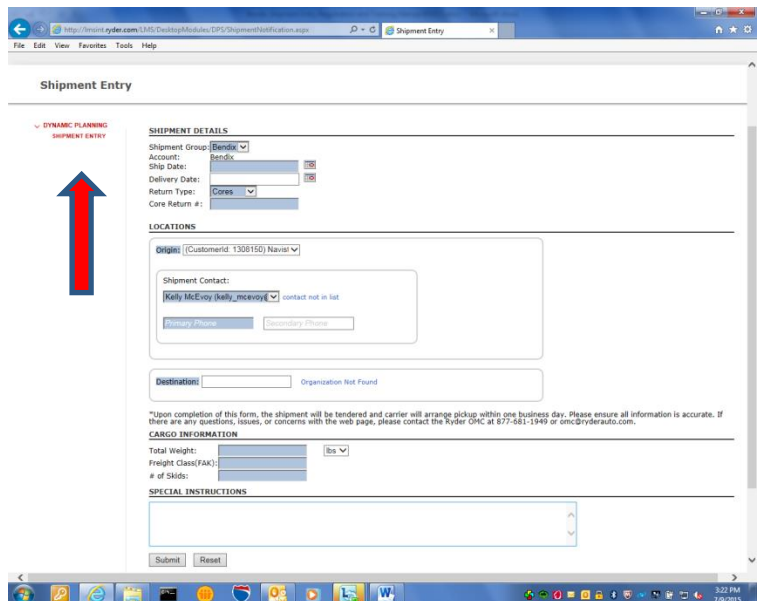 http://lmsint.ryder.com/LMS/DesktopModules/DPS/ShipmentNotification.aspx
Shipment Entry
File Edit View Favorites Tools Help
Shipment Entry
DYNAMIC PLANNING
SHIPMENT ENTRY
SHIPMENT DETAILS
Shipment Group: Bendix
Account: Bendix
Ship Date:
Delivery Date:
Return Type: Cores
Core Return #:
LOCATIONS
Origin: (CustomerId: 1308150) Navist
Shipment Contact:
Kelly McEvoy (kelly_mcevoy( contact not in list
Primary Phone Secondary Phone
Destination: Organization Not Found
*Upon completion of this form, the shipment will be tendered and carrier will arrange pickup within one business day. Please ensure all information is accurate. If
there are any questions, issues, or concerns with the web page, please contact the Ryder OMC at 877-681-1949 or omc@ryderauto.com.
CARGO INFORMATION
Total Weight: lbs
Freight Class(FAK):
# of Skids:
SPECIAL INSTRUCTIONS
Submit Reset
3:22 PM
7/9/2015